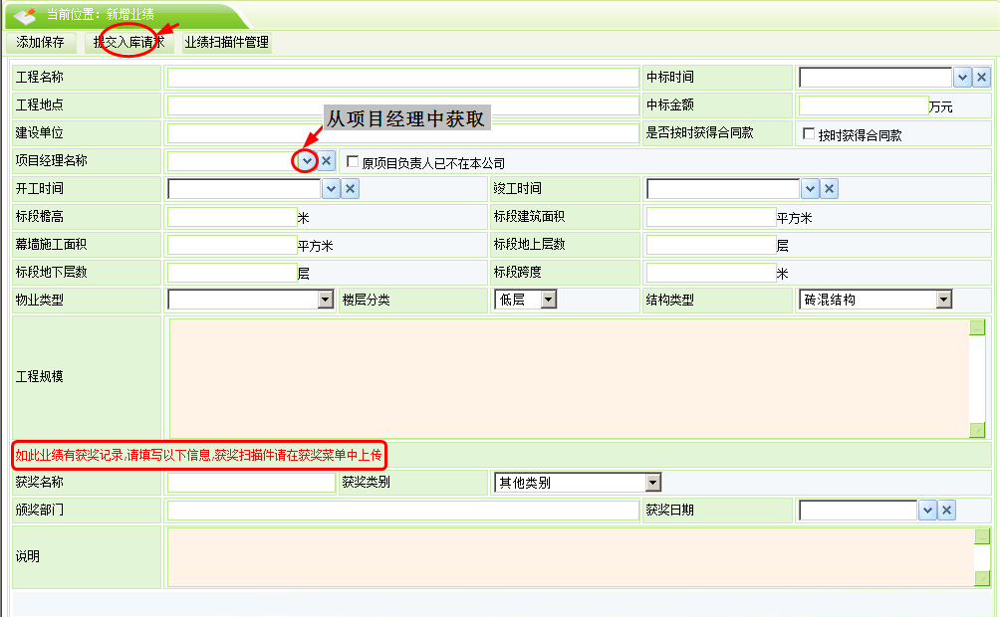 当前位置：新增业绩
添加保存 提交入库请求 业绩扫描件管理
工程名称 中标时间
工程地点 中标金额 万元
从项目经理中获取
建设单位 是否按时获得合同款 按时获得合同款
项目经理名称 原项目负责人已不在本公司
开工时间 竣工时间
标段檐高 米 标段建筑面积 平方米
幕墙施工面积 平方米 标段地上层数 层
标段地下层数 层 标段跨度 米
物业类型 楼层分类 低层 结构类型 砖混结构
工程规模
如此业绩有获奖记录,请填写以下信息,获奖扫描件请在获奖菜单中上传
获奖名称 获奖类别 其他类别
颁奖部门 获奖日期
说明